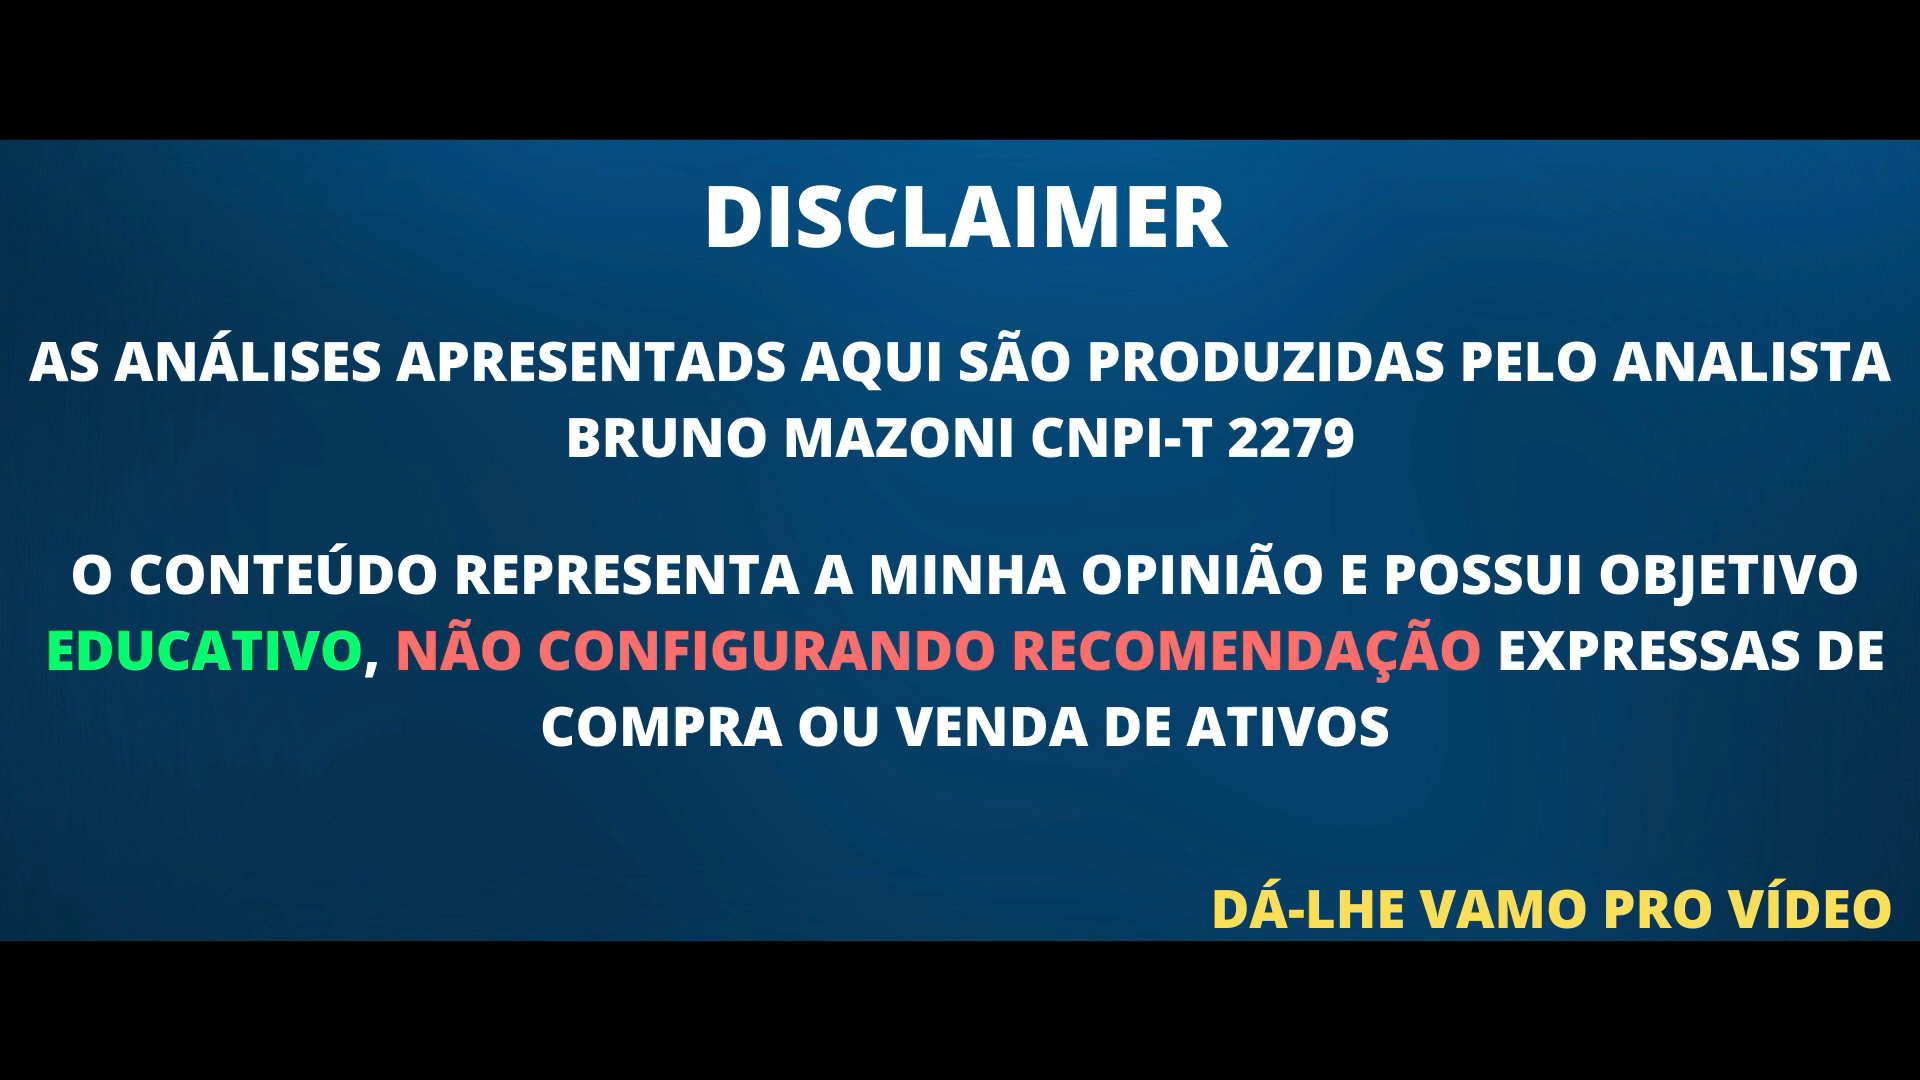 DISCLAIMER
AS ANÁLISES APRESENTADS AQUI SÃO PRODUZIDAS PELO ANALISTA
BRUNO MAZONI CNPI-T 2279
O CONTEÚDO REPRESENTA A MINHA OPINIÃO E POSSUI OBJETIVO
EDUCATIVO, NÃO CONFIGURANDO RECOMENDAÇÃO EXPRESSAS DE
COMPRA OU VENDA DE ATIVOS
DÁ-LHE VAMO PRO VÍDEO